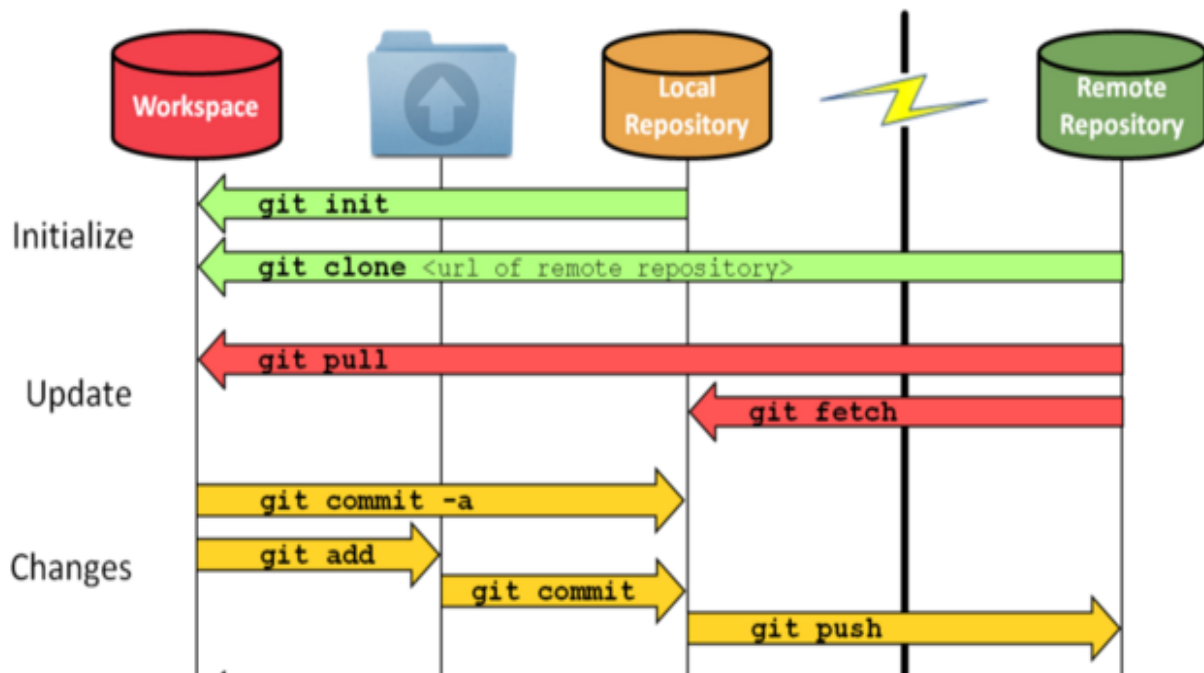 Workspace
Local
Repository
Remote
Repository
Initialize
git init
git clone <url of remote repository>
Update
git pull
git fetch
Changes
git commit -a
git add
git commit
git push